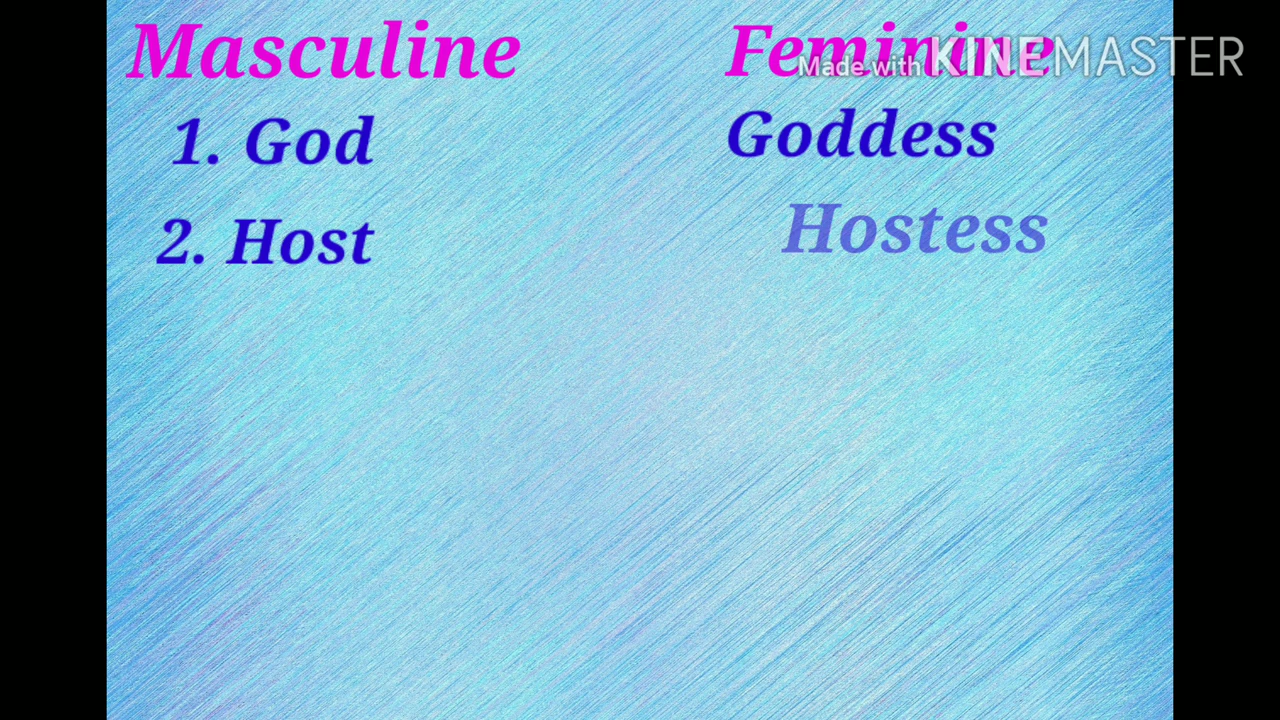 Masculine Feminine
Made with KINEMASTER
1. God Goddess
2. Host Hostess